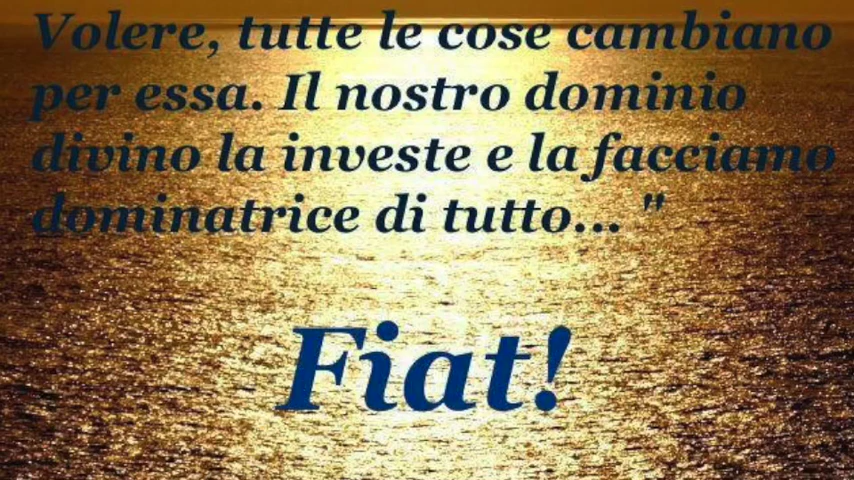 Volere, tutte le cose cambiano
per essa. Il nostro dominio
divino la investe e la facciamo
dominatrice di tutto... "
Fiat!